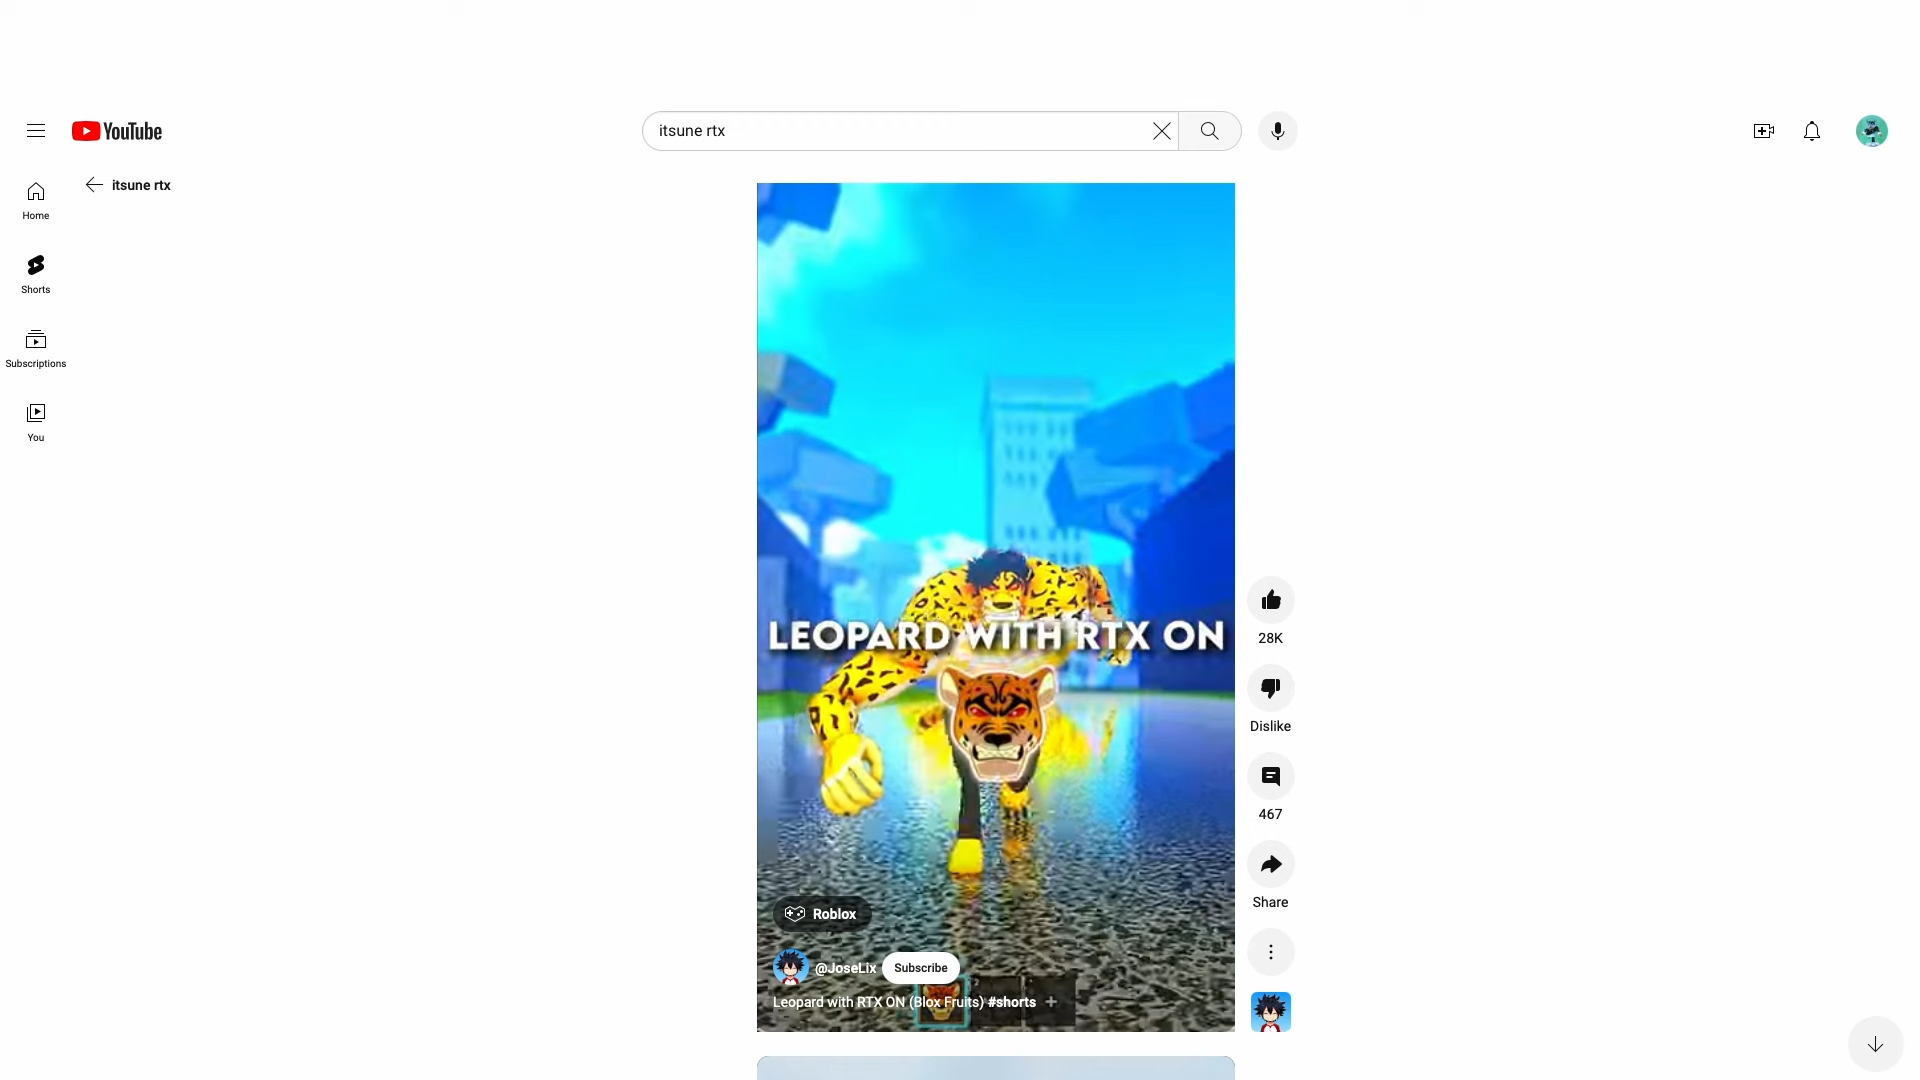 YouTube
itsune rtx
itsune rtx
Home
Shorts
Subscriptions
You
LEOPARD WITH RTX ON
28K
Dislike
467
Share
Roblox
@JoseLix Subscribe
Leopard with RTX ON (Blox Fruits) #shorts